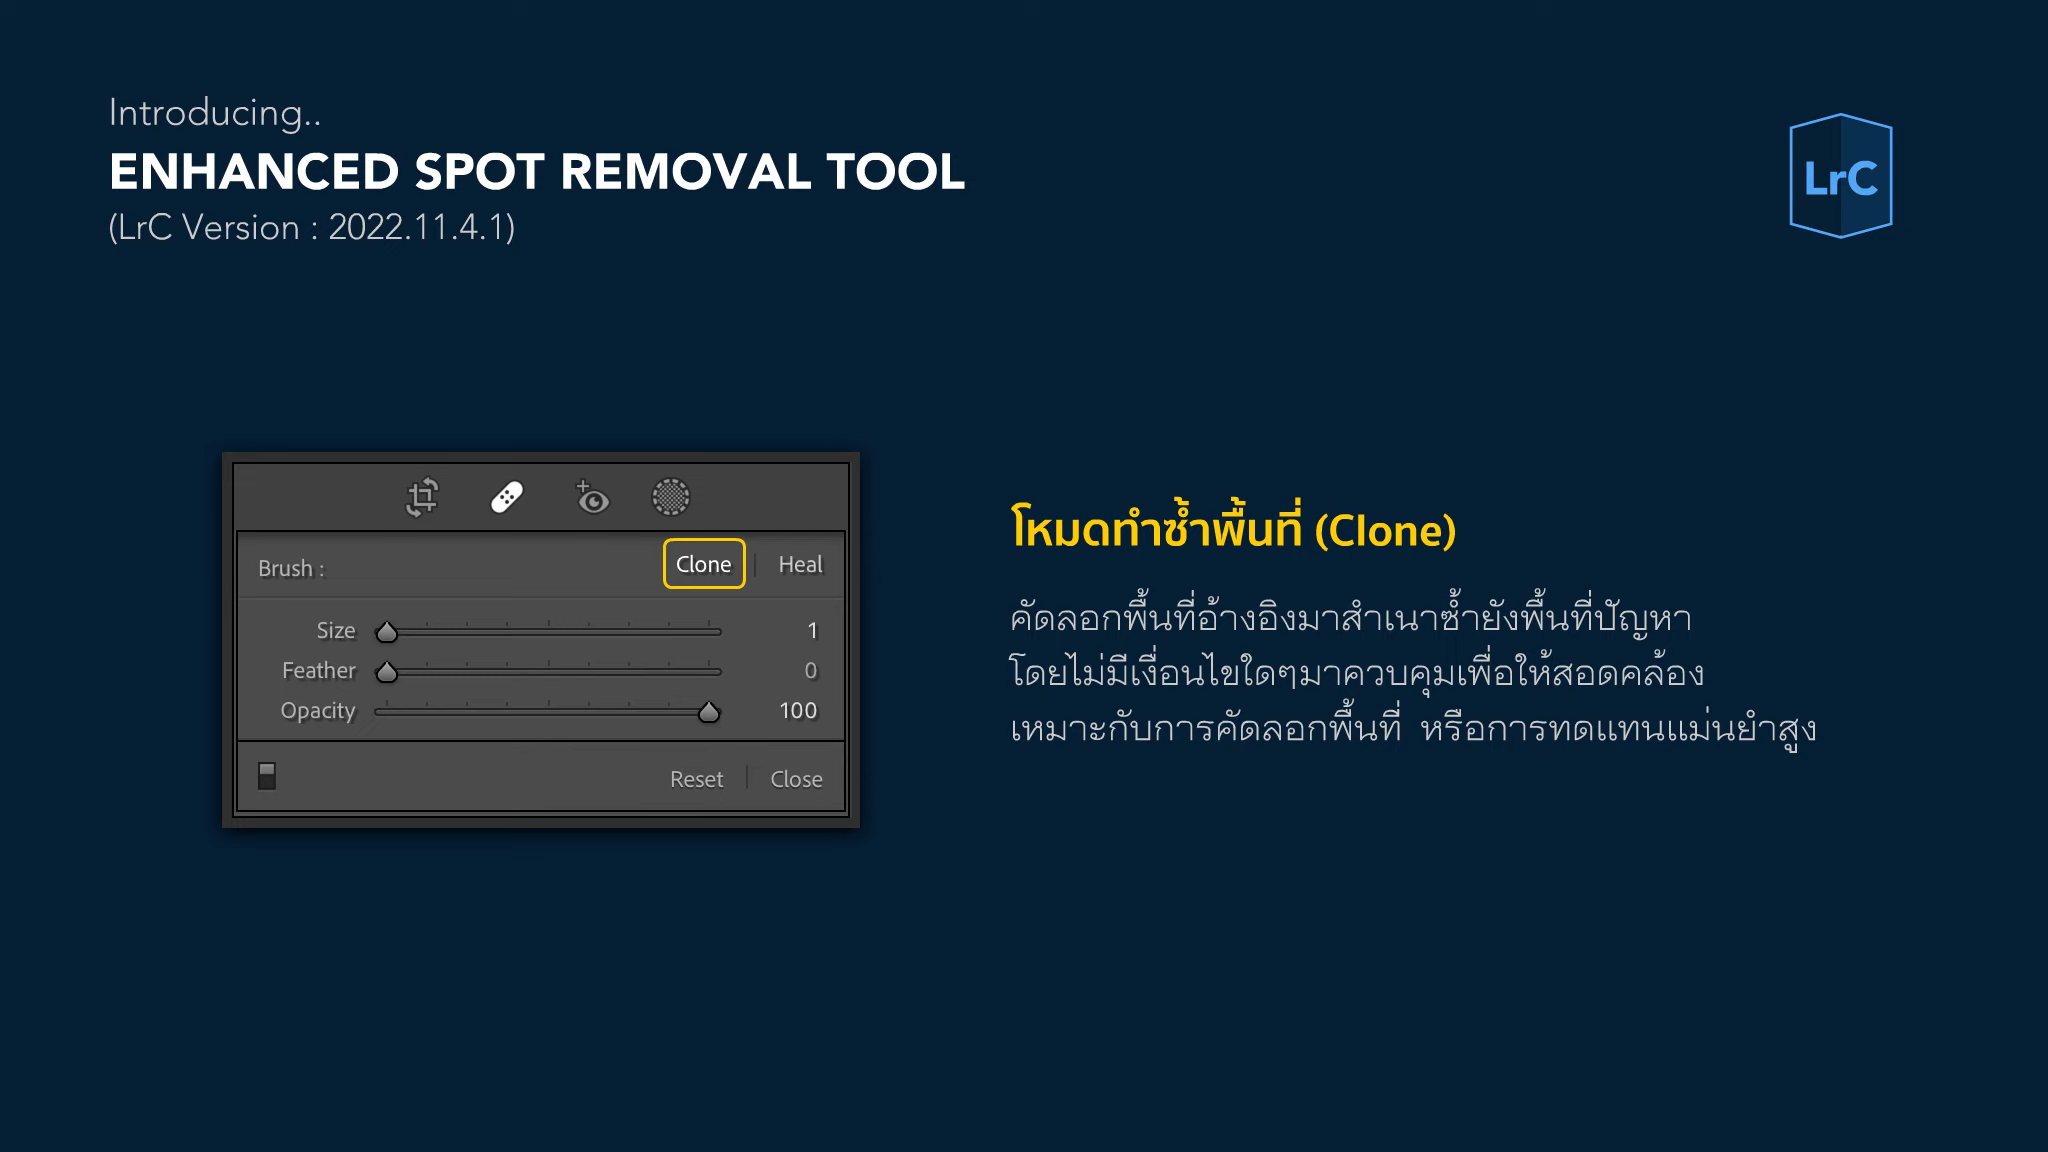 Introducing..
ENHANCED SPOT REMOVAL TOOL
(LrC Version : 2022.11.4.1)
LrC
Brush :
Clone
Heal
Size 1
Feather 0
Opacity 100
Reset
Close
โหมดทำซ้ำพื้นที่ (Clone)
คัดลอกพื้นที่อ้างอิงมาสำเนาซ้ำยังพื้นที่ปัญหา
โดยไม่มีเงื่อนไขใดๆมาควบคุมเพื่อให้สอดคล้อง
เหมาะกับการคัดลอกพื้นที่ หรือการทดแทนแม่นยำสูง